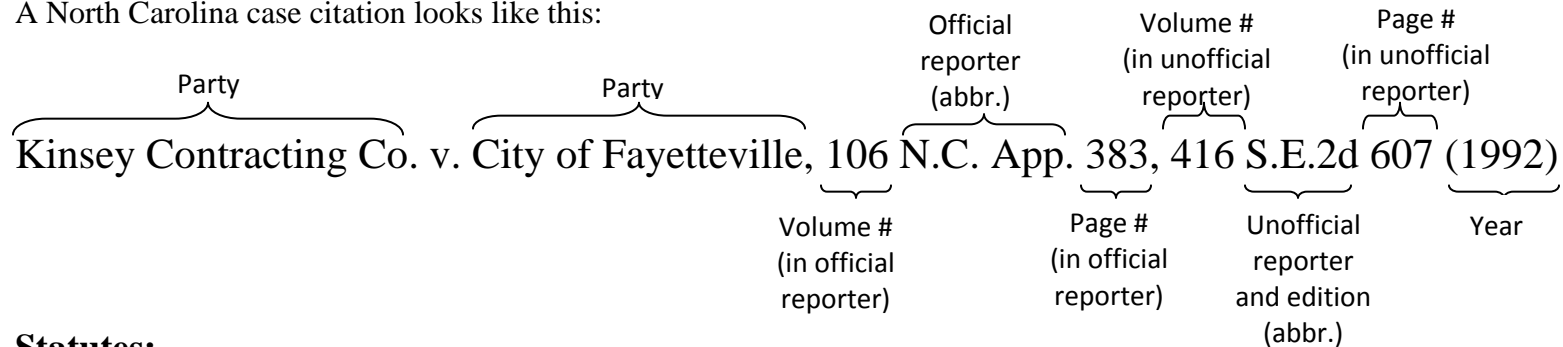 A North Carolina case citation looks like this:
Party
Party
Official
reporter
(abbr.)
Volume #
(in unofficial
reporter)
Page #
(in unofficial
reporter)
Kinsey Contracting Co. v. City of Fayetteville, 106 N.C. App. 383, 416 S.E.2d 607 (1992)
Volume #
(in official
reporter)
Page #
(in official
reporter)
Unofficial
reporter
and edition
(abbr.)
Year
Statutes: